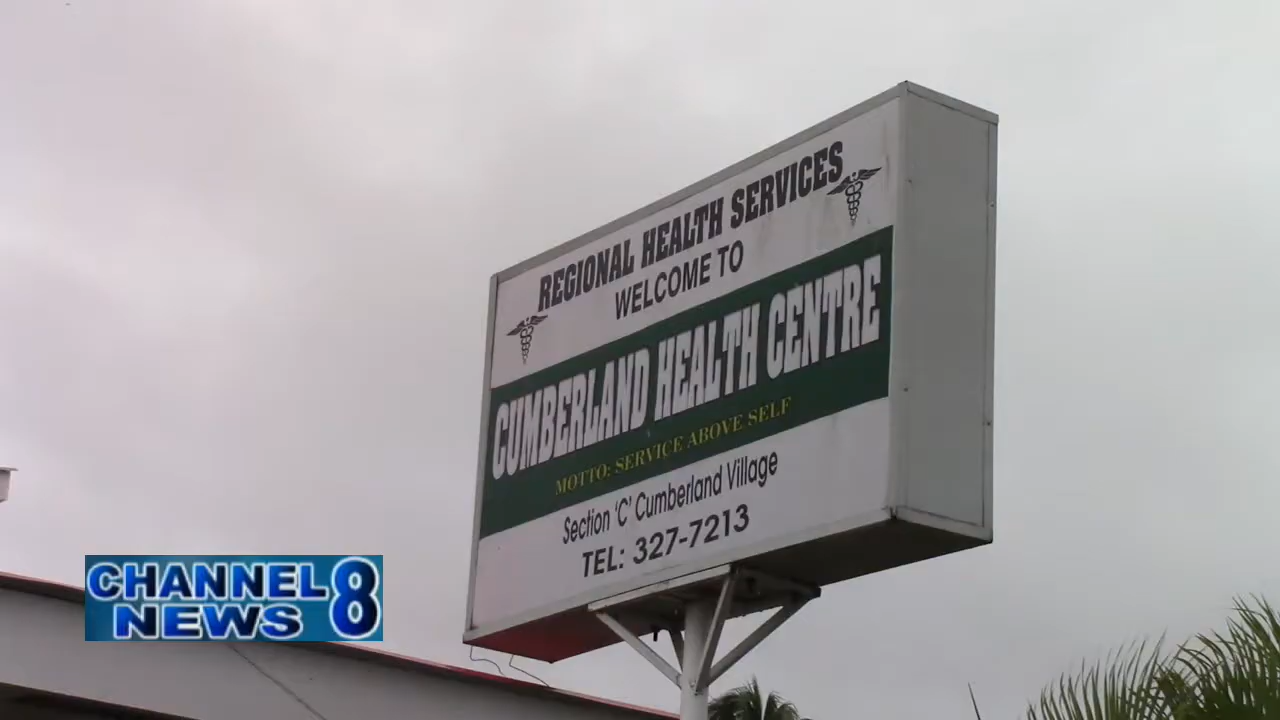 REGIONAL HEALTH SERVICES
WELCOME TO
CUMBERLAND HEALTH CENTRE
MOTTO: SERVICE ABOVE SELF
Section 'C' Cumberland Village
TEL: 327-7213
CHANNEL 8
NEWS